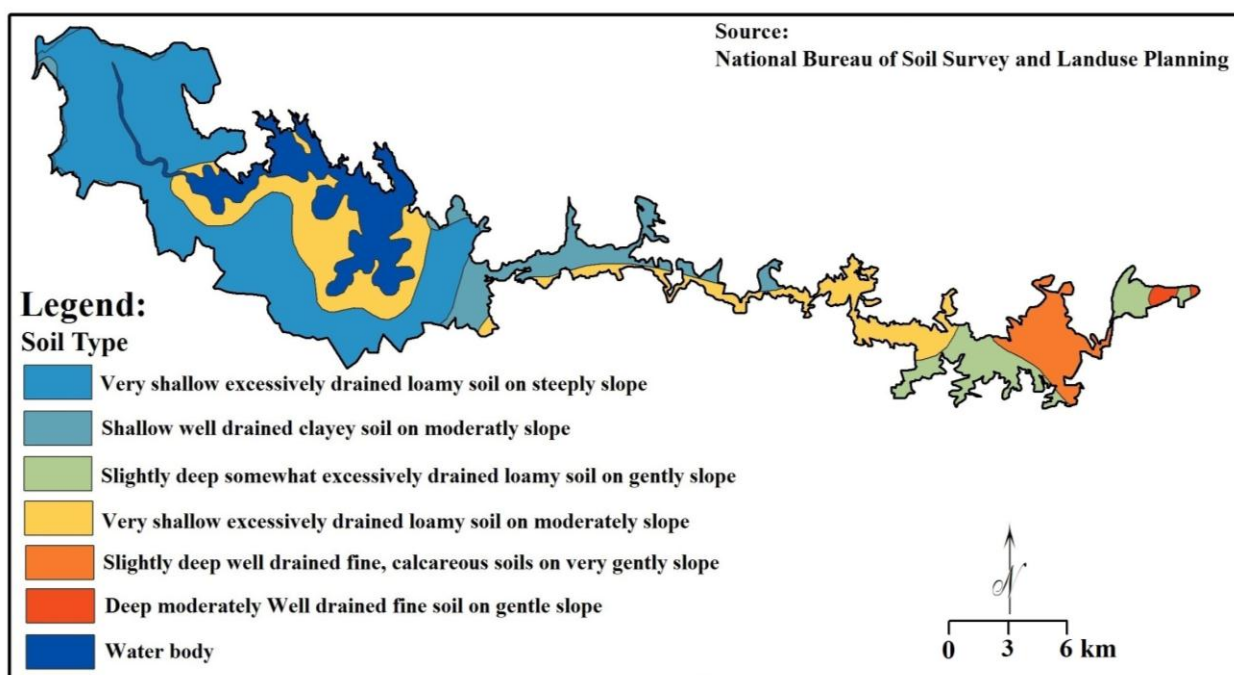 Source:
National Bureau of Soil Survey and Landuse Planning
Legend:
Soil Type
Very shallow excessively drained loamy soil on steeply slope
Shallow well drained clayey soil on moderatly slope
Slightly deep somewhat excessively drained loamy soil on gently slope
Very shallow excessively drained loamy soil on moderately slope
Slightly deep well drained fine, calcareous soils on very gently slope
Deep moderately Well drained fine soil on gentle slope
Water body
N
0 3 6 km